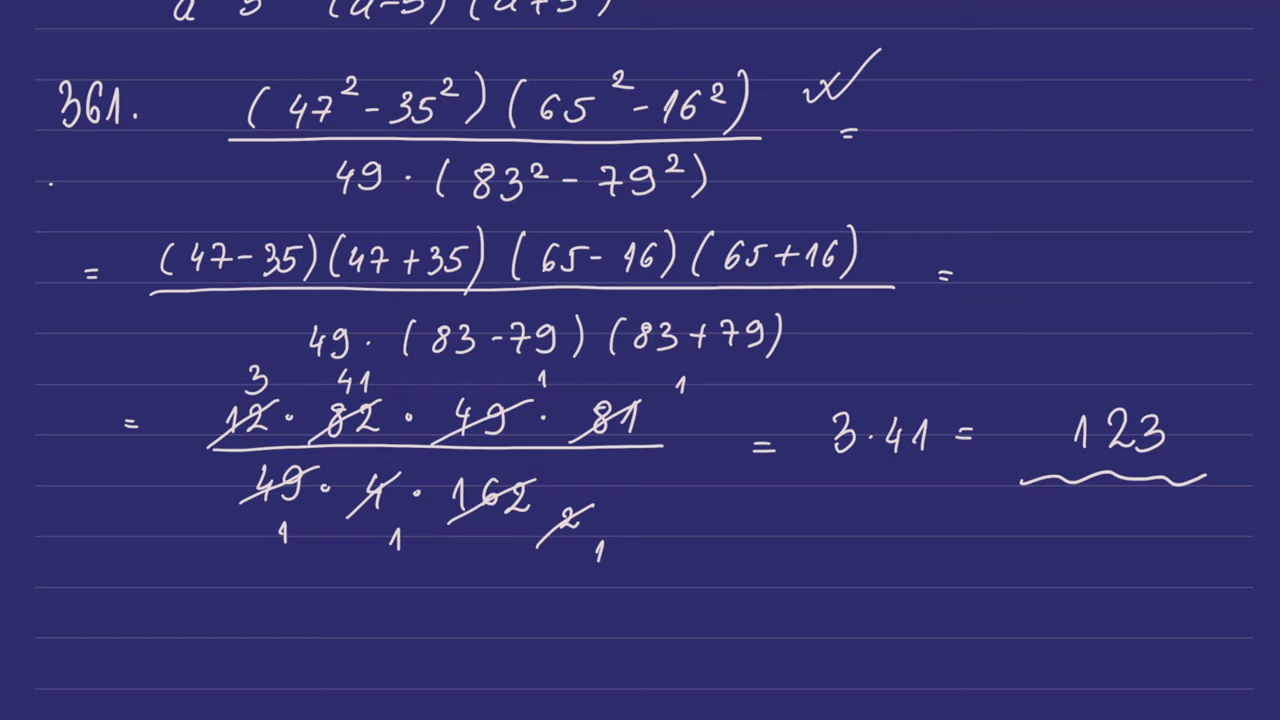 361. (47² - 35²) (65² - 16²)
=
49 · (83² - 79²)
= (47 - 35)(47 + 35) (65 - 16)(65 + 16) =
49 · (83 - 79) (83 + 79)
3 41 1 1
= 12 · 82 · 49 · 81 = 3 · 41 = 123
49 · 4 · 162 2
1 1 1